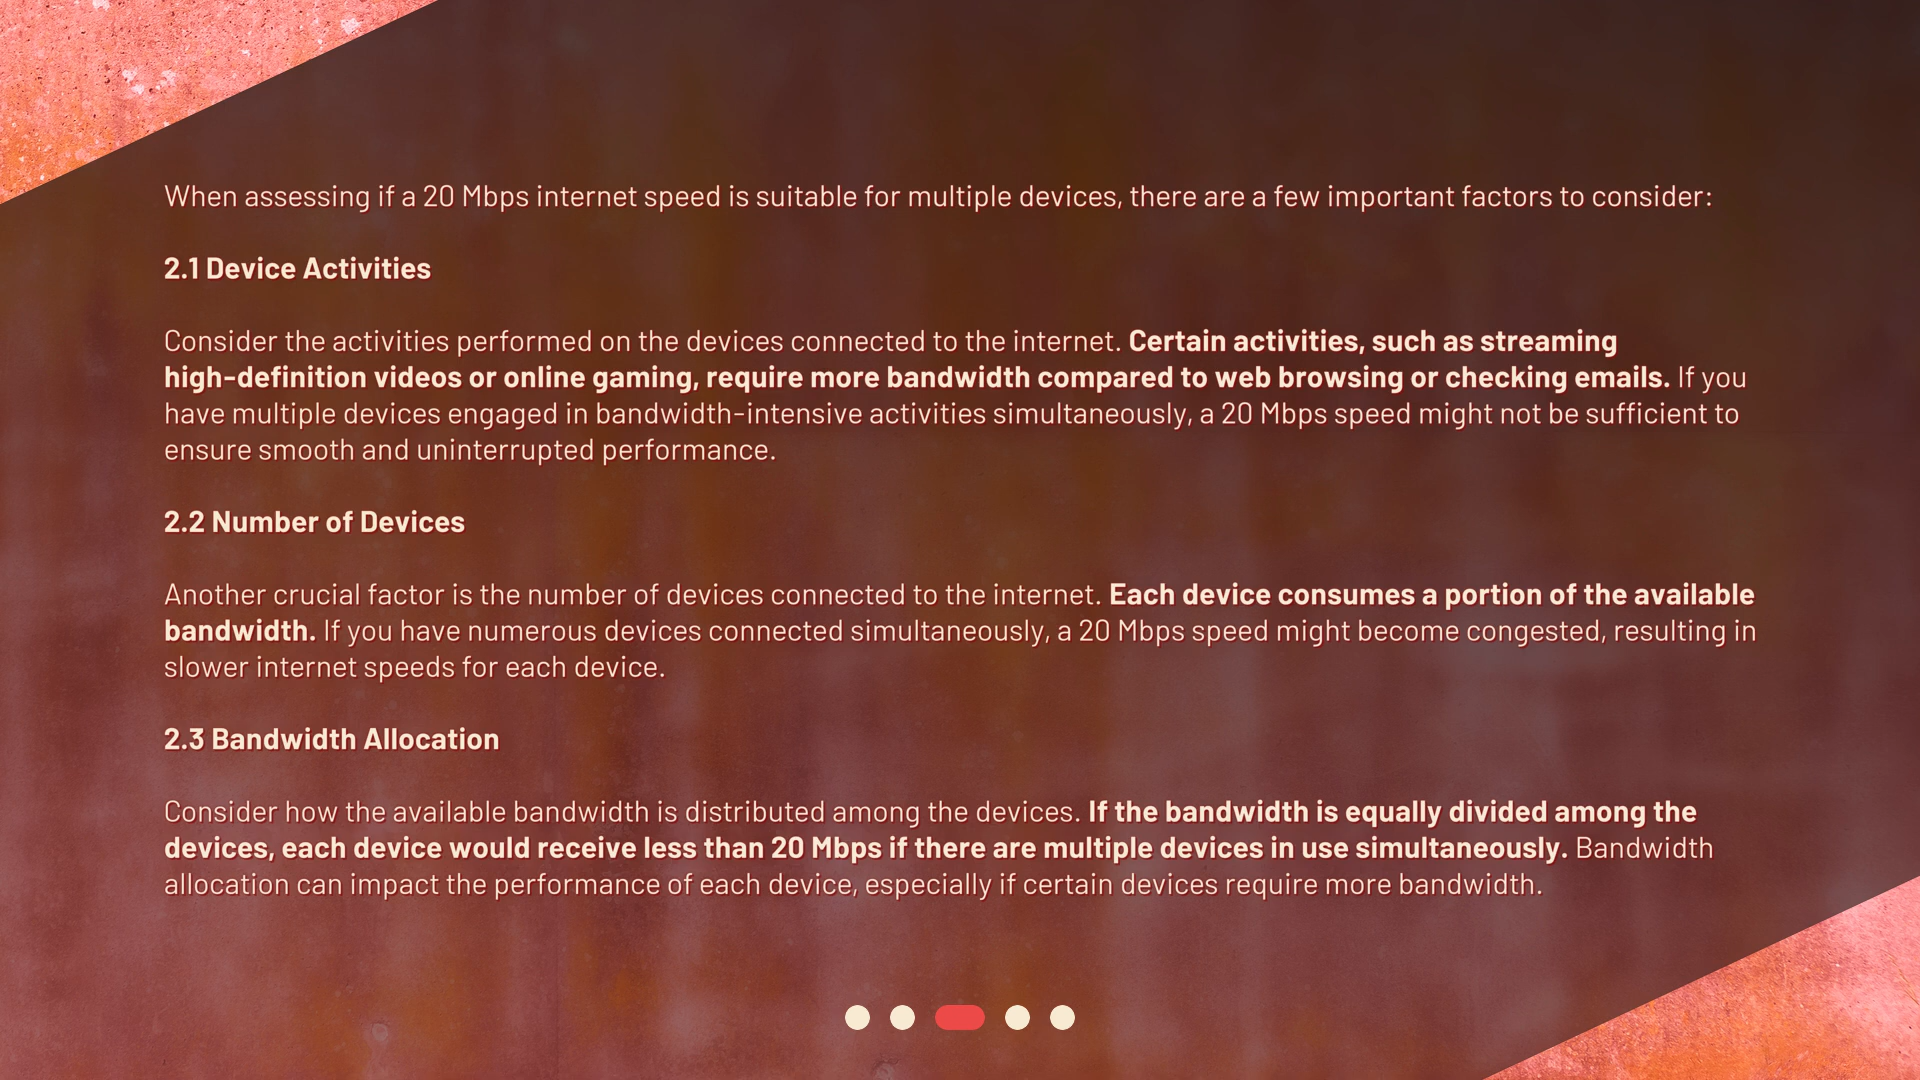 When assessing if a 20 Mbps internet speed is suitable for multiple devices, there are a few important factors to consider:
2.1 Device Activities
Consider the activities performed on the devices connected to the internet. Certain activities, such as streaming
high-definition videos or online gaming, require more bandwidth compared to web browsing or checking emails. If you
have multiple devices engaged in bandwidth-intensive activities simultaneously, a 20 Mbps speed might not be sufficient to
ensure smooth and uninterrupted performance.
2.2 Number of Devices
Another crucial factor is the number of devices connected to the internet. Each device consumes a portion of the available
bandwidth. If you have numerous devices connected simultaneously, a 20 Mbps speed might become congested, resulting in
slower internet speeds for each device.
2.3 Bandwidth Allocation
Consider how the available bandwidth is distributed among the devices. If the bandwidth is equally divided among the
devices, each device would receive less than 20 Mbps if there are multiple devices in use simultaneously. Bandwidth
allocation can impact the performance of each device, especially if certain devices require more bandwidth.